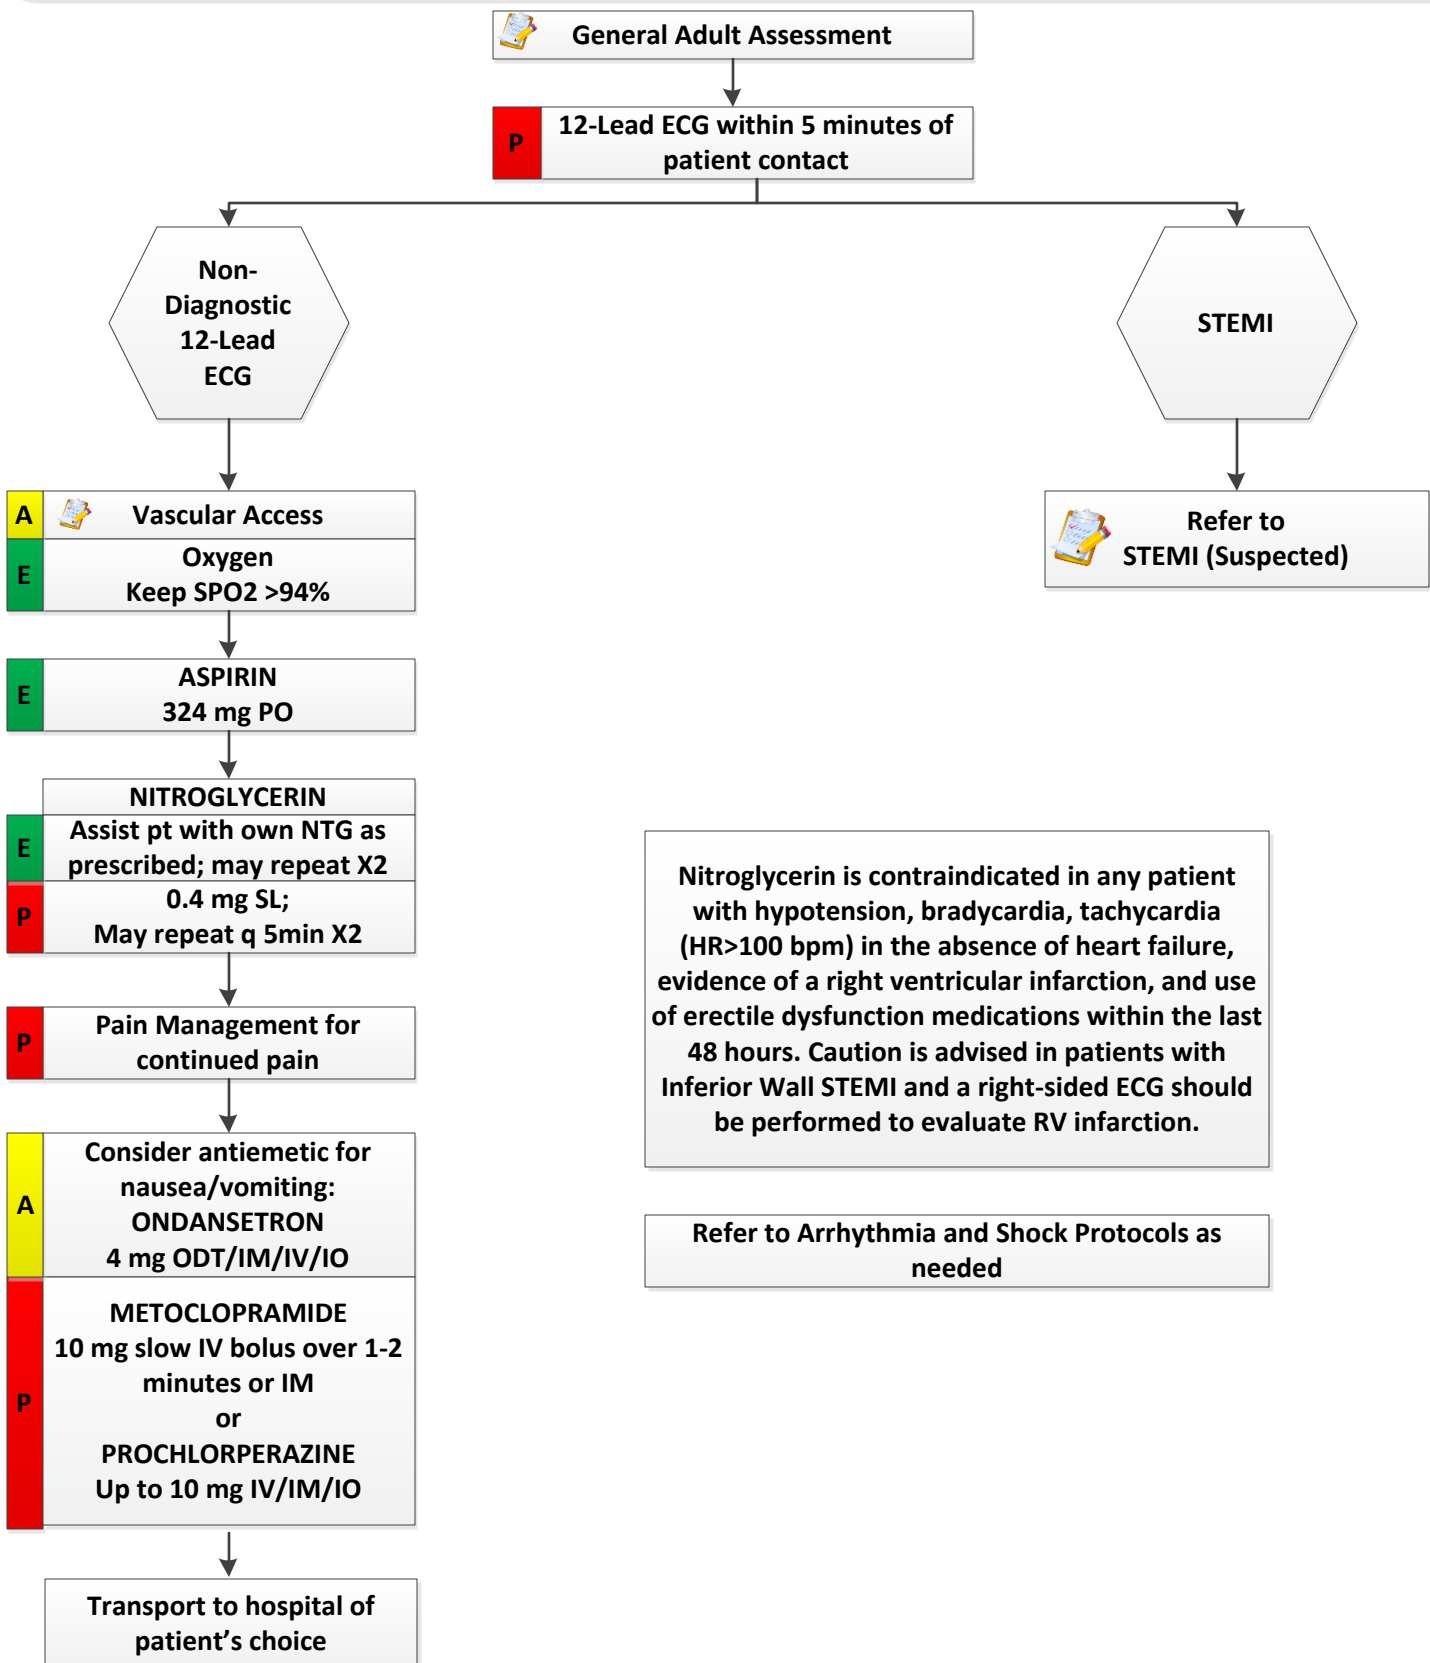 General Adult Assessment
P
12-Lead ECG within 5 minutes of
patient contact
Non-
Diagnostic
12-Lead
ECG
STEMI
A
Vascular Access
E
Oxygen
Keep SPO2 >94%
Refer to
STEMI (Suspected)
E
ASPIRIN
324 mg PO
NITROGLYCERIN
E
Assist pt with own NTG as
prescribed; may repeat X2
P
0.4 mg SL;
May repeat q 5min X2
P
Pain Management for
continued pain
Nitroglycerin is contraindicated in any patient
with hypotension, bradycardia, tachycardia
(HR>100 bpm) in the absence of heart failure,
evidence of a right ventricular infarction, and use
of erectile dysfunction medications within the last
48 hours. Caution is advised in patients with
Inferior Wall STEMI and a right-sided ECG should
be performed to evaluate RV infarction.
A
Consider antiemetic for
nausea/vomiting:
ONDANSETRON
4 mg ODT/IM/IV/IO
Refer to Arrhythmia and Shock Protocols as
needed
P
METOCLOPRAMIDE
10 mg slow IV bolus over 1-2
minutes or IM
or
PROCHLORPERAZINE
Up to 10 mg IV/IM/IO
Transport to hospital of
patient’s choice